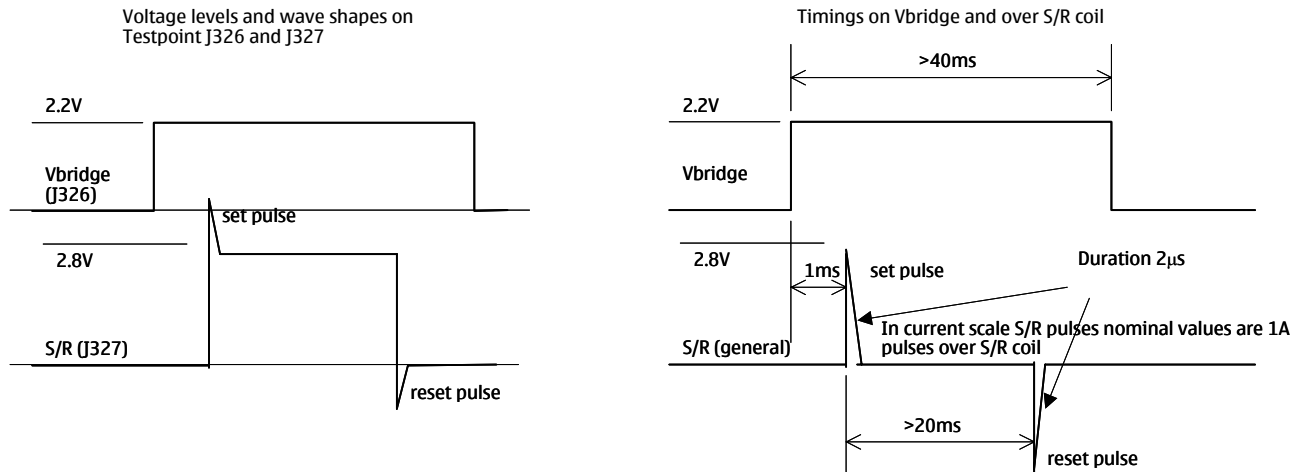 Voltage levels and wave shapes on
Testpoint J326 and J327
2.2V
Vbridge
(J326)
set pulse
2.8V
S/R (J327)
reset pulse
Timings on Vbridge and over S/R coil
>40ms
2.2V
Vbridge
2.8V
1ms
set pulse
Duration 2µs
In current scale S/R pulses nominal values are 1A
pulses over S/R coil
S/R (general)
>20ms
reset pulse